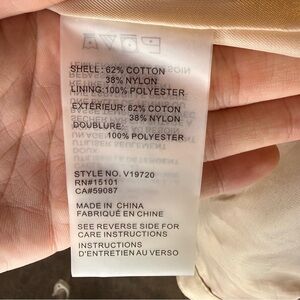 SHELL: 62% COTTON
38% NYLON
LINING: 100% POLYESTER
EXTÉRIEUR: 62% COTON
38% NYLON
DOUBLURE:
100% POLYESTER
STYLE NO. V19720
RN#15101
CA#59087
MADE IN CHINA
FABRIQUÉ EN CHINE
SEE REVERSE SIDE FOR
CARE INSTRUCTIONS
INSTRUCTIONS
D'ENTRETIEN AU VERSO